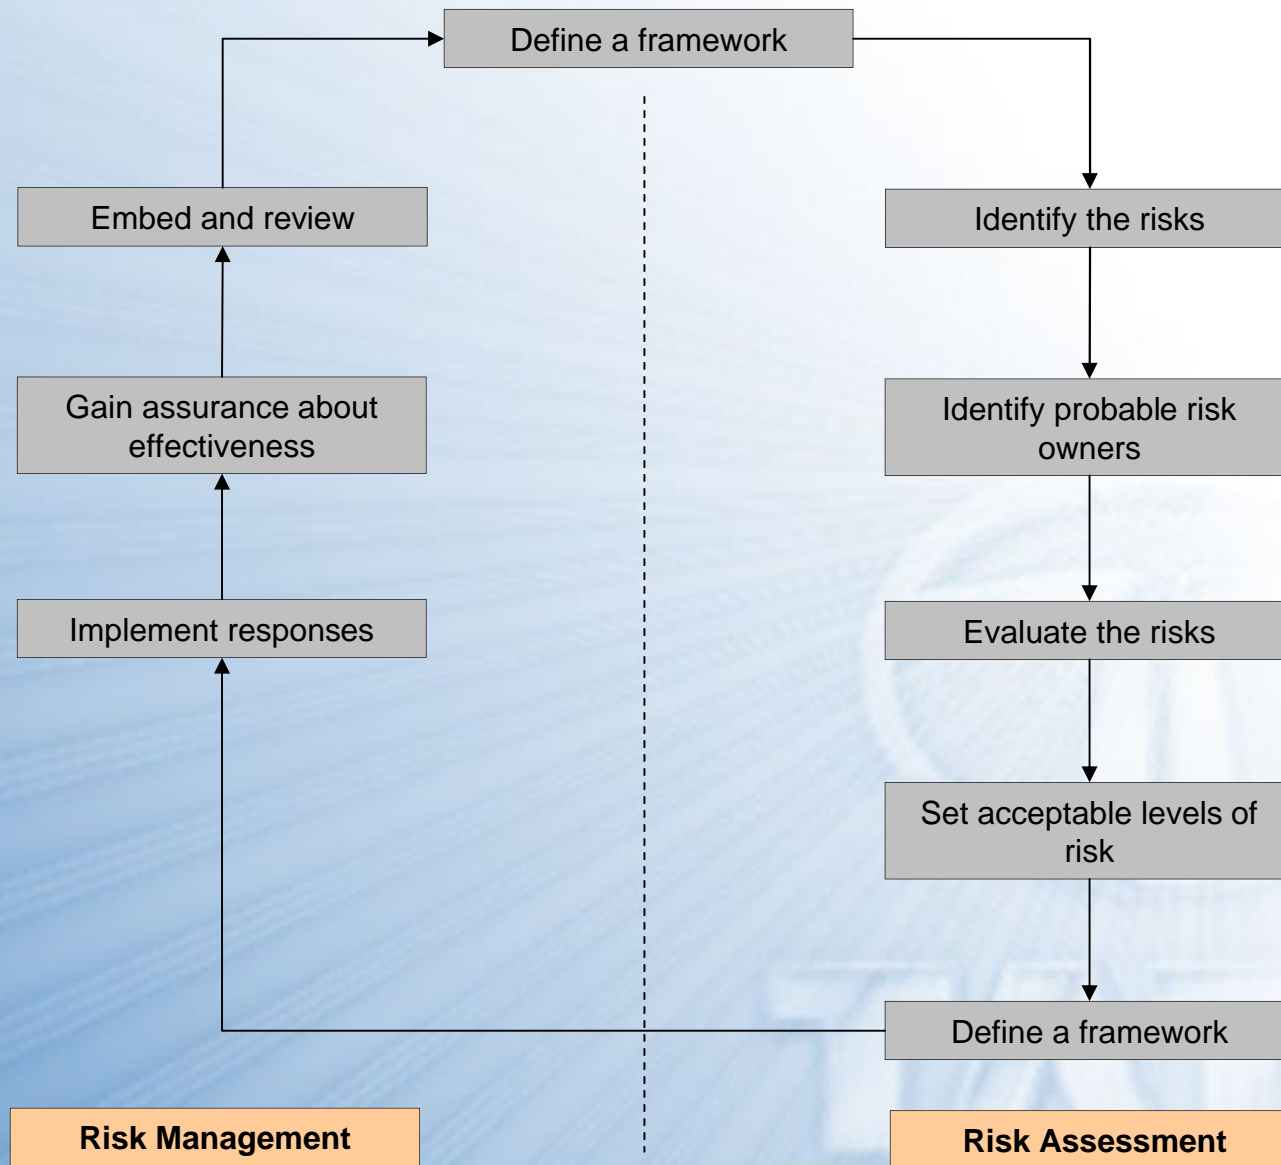 Define a framework
Embed and review
Identify the risks
Gain assurance about
effectiveness
Identify probable risk
owners
Implement responses
Evaluate the risks
Set acceptable levels of
risk
Define a framework
Risk Management
Risk Assessment